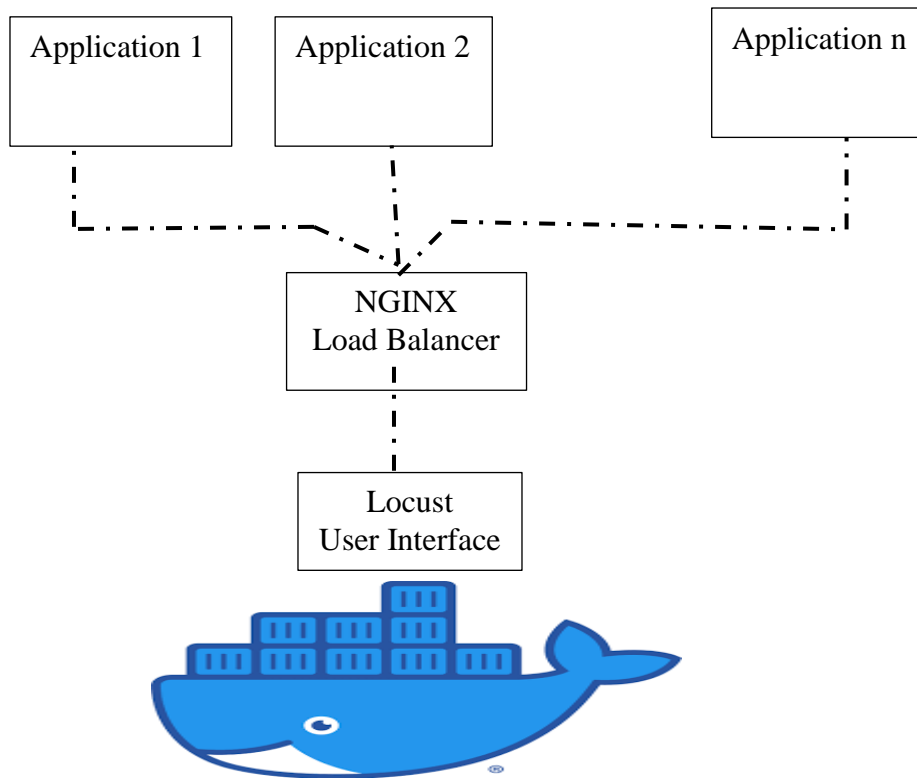 Application 1
Application 2
Application n
NGINX
Load Balancer
Locust
User Interface
®